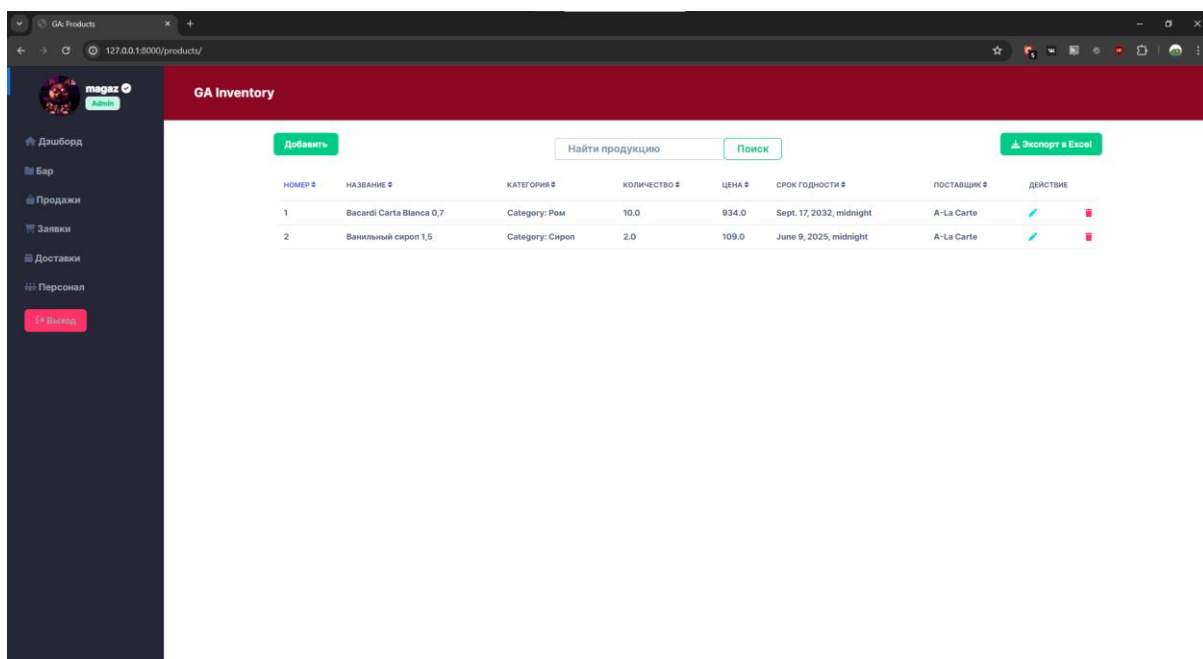 GA: Products
127.0.0.1:8000/products/
magaz
Admin
GA Inventory
Дэшборд
Бар
Продажи
Заявки
Доставки
Персонал
Выход
Добавить
Найти продукцию
Поиск
Экспорт в Excel
НОМЕР НАЗВАНИЕ КАТЕГОРИЯ КОЛИЧЕСТВО ЦЕНА СРОК ГОДНОСТИ ПОСТАВЩИК ДЕЙСТВИЕ
1 Bacardi Carta Blanca 0,7 Category: Ром 10.0 934.0 Sept. 17, 2032, midnight A-La Carte
2 Ванильный сироп 1,5 Category: Сироп 2.0 109.0 June 9, 2025, midnight A-La Carte